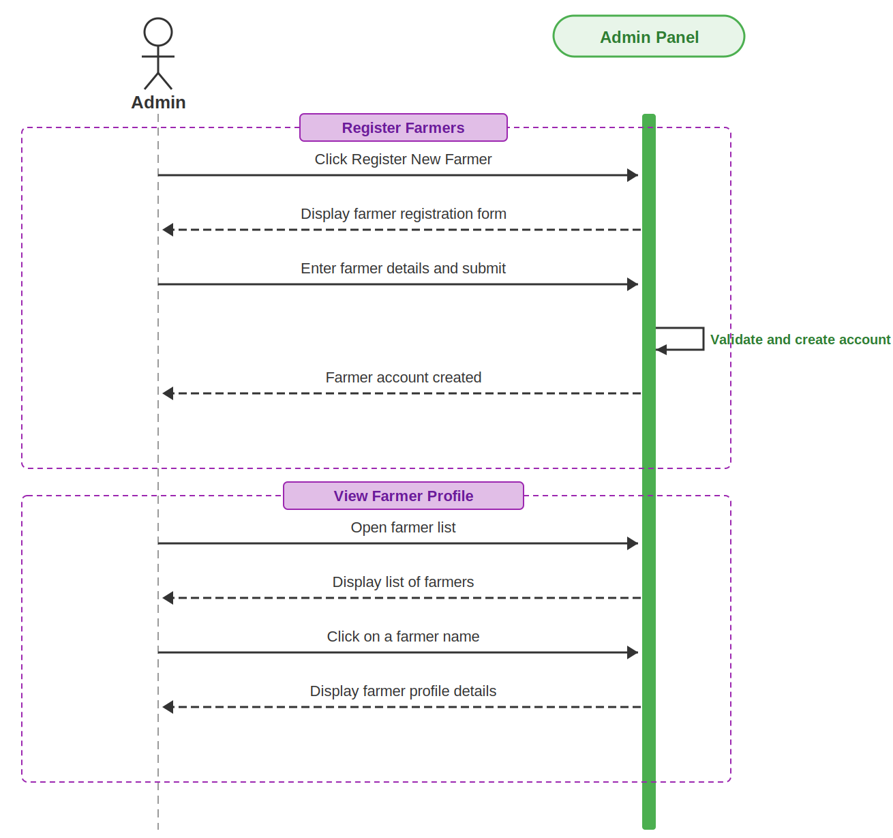 Admin Panel
Admin
Register Farmers
Click Register New Farmer
Display farmer registration form
Enter farmer details and submit
Validate and create account
Farmer account created
View Farmer Profile
Open farmer list
Display list of farmers
Click on a farmer name
Display farmer profile details